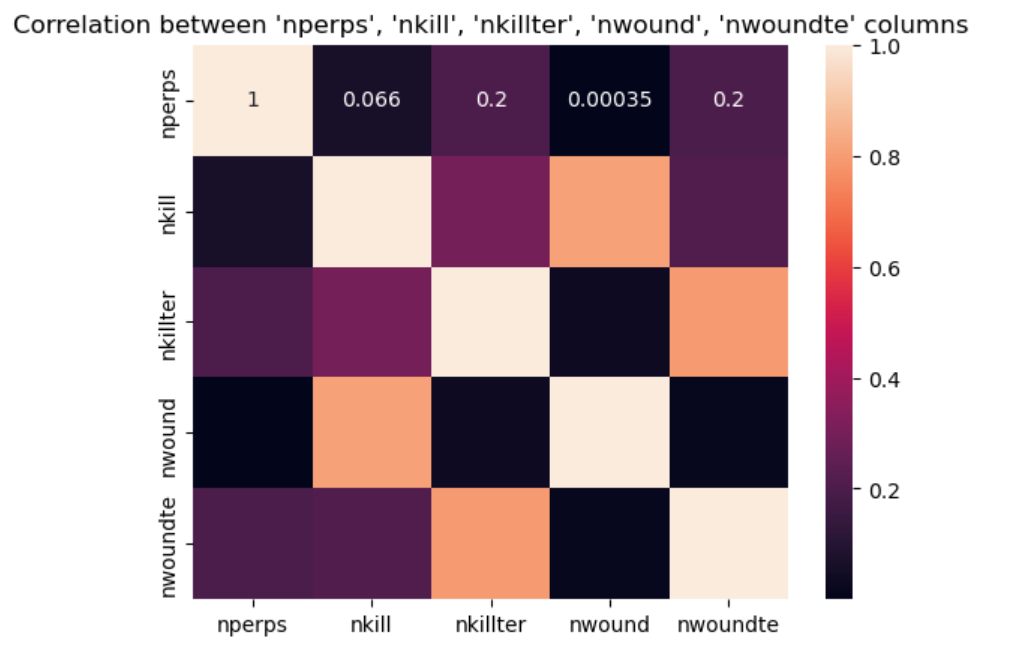 Correlation between 'nperps', 'nkill', 'nkillter', 'nwound', 'nwoundte' columns
1.0
nperps 1 0.066 0.2 0.00035 0.2
nkill
0.8
nkillter
0.6
nwound
0.4
nwoundte
0.2
nperps nkill nkillter nwound nwoundte